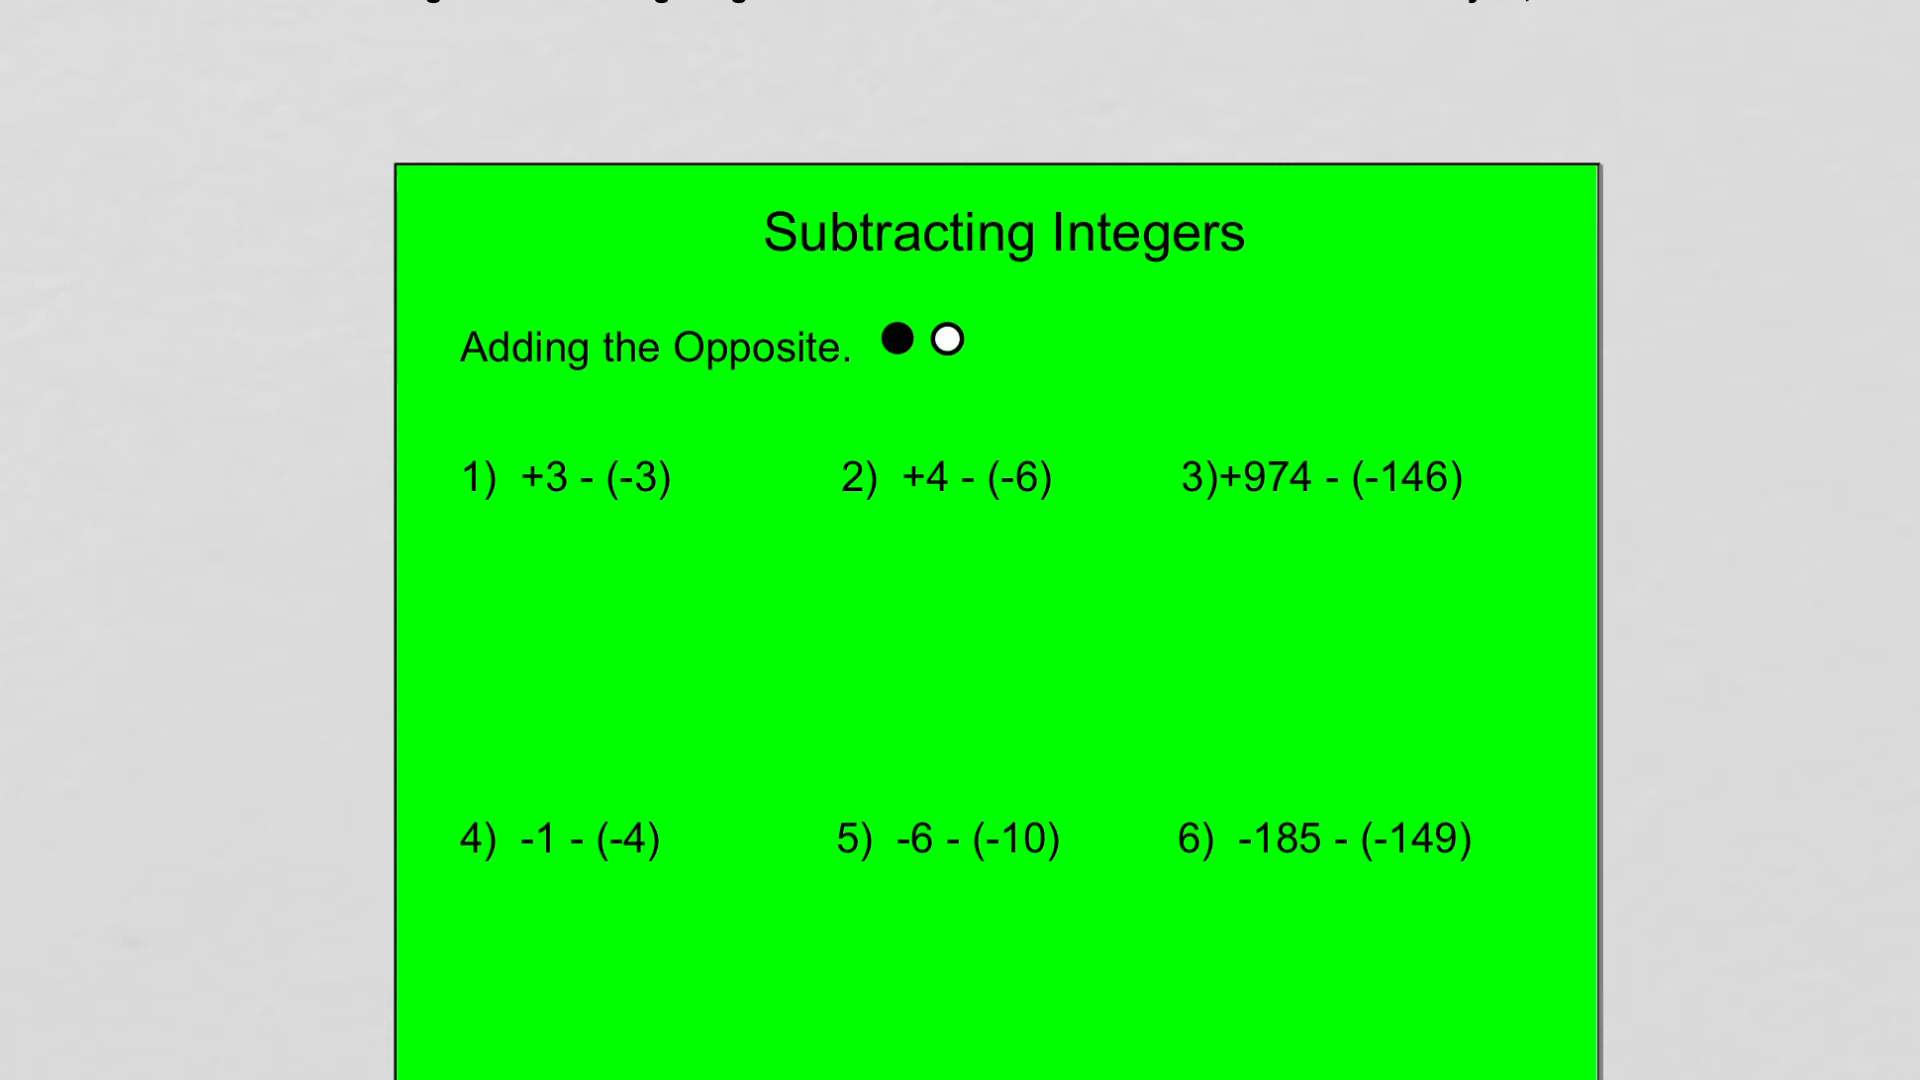 Subtracting Integers
Adding the Opposite.
1) +3 - (-3) 2) +4 - (-6) 3)+974 - (-146)
4) -1 - (-4) 5) -6 - (-10) 6) -185 - (-149)